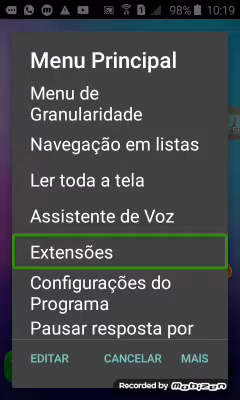 98% 10:19
Menu Principal
Menu de
Granularidade
Navegação em listas
Ler toda a tela
Assistente de Voz
Extensões
Configurações do
Programa
Pausar resposta por
EDITAR CANCELAR MAIS
Recorded by Mobizen